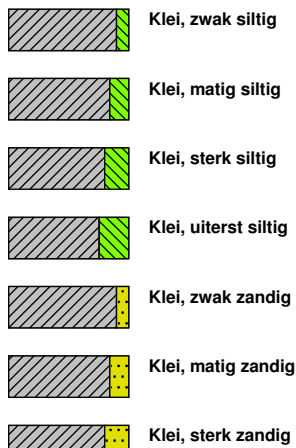 Klei, zwak siltig
Klei, matig siltig
Klei, sterk siltig
Klei, uiterst siltig
Klei, zwak zandig
Klei, matig zandig
Klei, sterk zandig